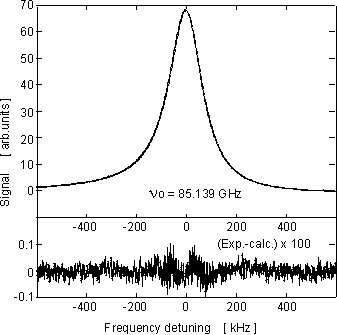 70
60
50
40
30
20
10
0
Signal [ arb.units]
νo = 85.139 GHz
-400 -200 0 200 400
(Exp.-calc.) x 100
0.1
0
-0.1
-400 -200 0 200 400
Frequency detuning [ kHz]